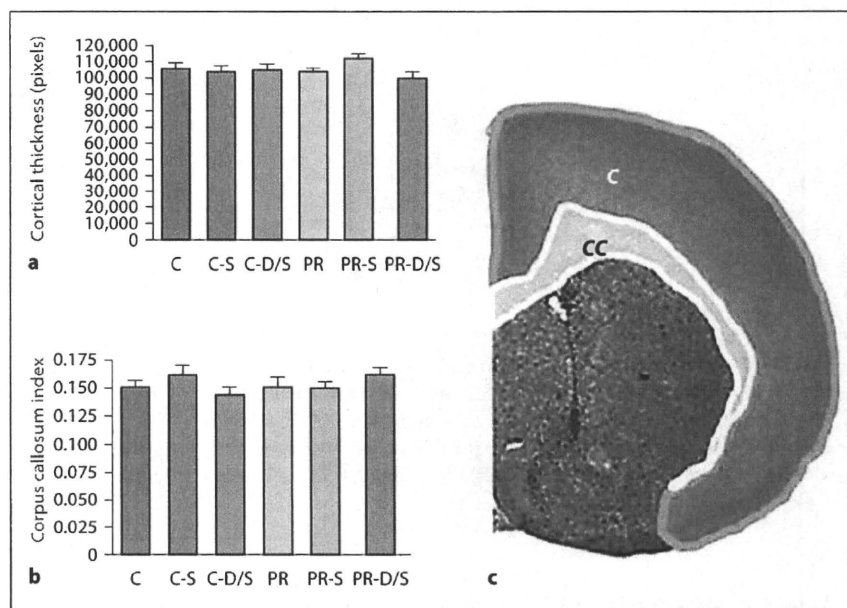 Cortical thickness (pixels)
120,000
110,000
100,000
90,000
80,000
70,000
60,000
50,000
40,000
30,000
20,000
10,000
0
C C-S C-D/S PR PR-S PR-D/S
a
Corpus callosum index
0.175
0.150
0.125
0.100
0.075
0.050
0.025
0
C C-S C-D/S PR PR-S PR-D/S
b
C
CC
c